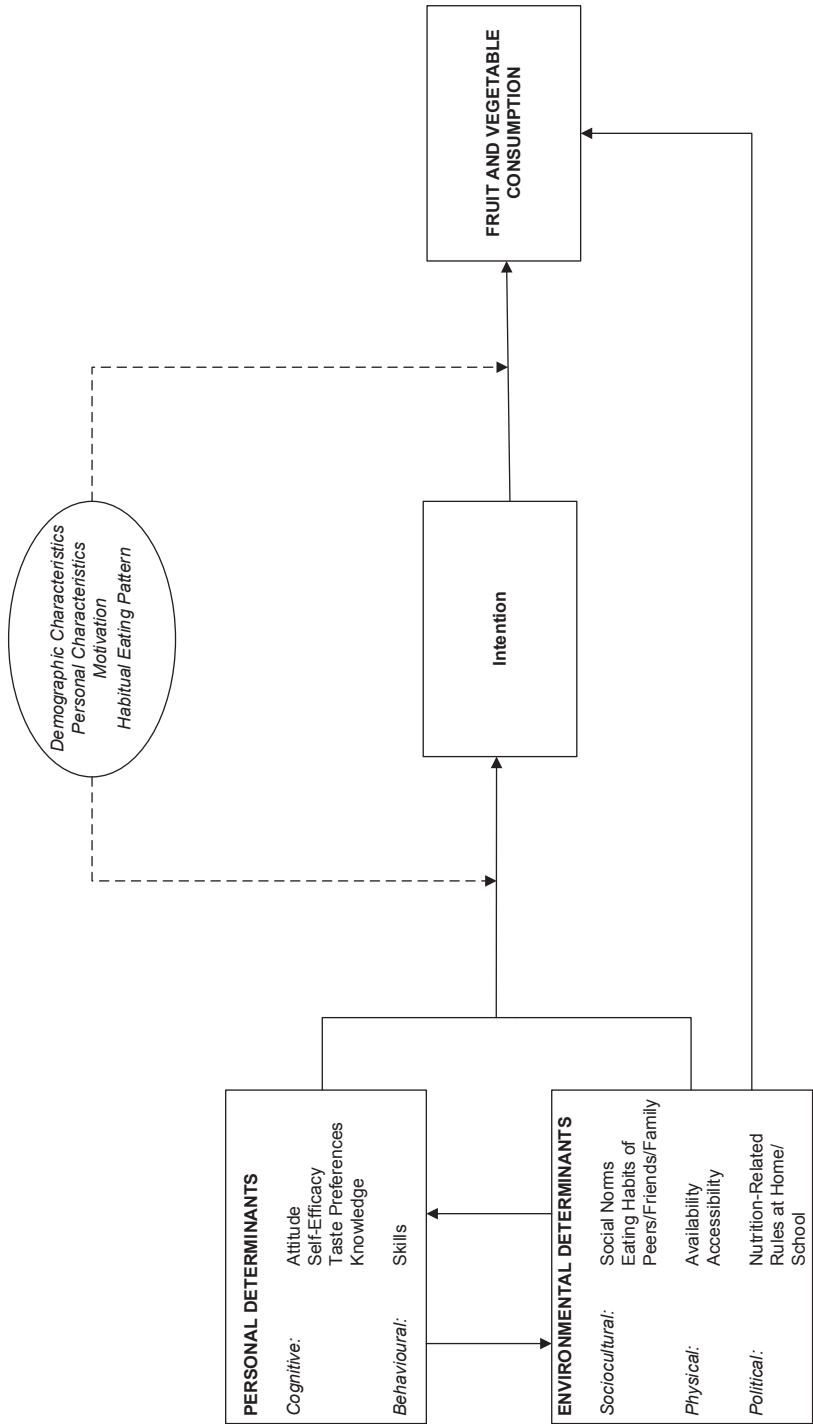 PERSONAL DETERMINANTS
Cognitive: Attitude
Self-Efficacy
Taste Preferences
Knowledge
Behavioural: Skills
ENVIRONMENTAL DETERMINANTS
Sociocultural: Social Norms
Eating Habits of
Peers/Friends/Family
Physical: Availability
Accessibility
Political: Nutrition-Related
Rules at Home/
School
Demographic Characteristics
Personal Characteristics
Motivation
Habitual Eating Pattern
Intention
FRUIT AND VEGETABLE
CONSUMPTION